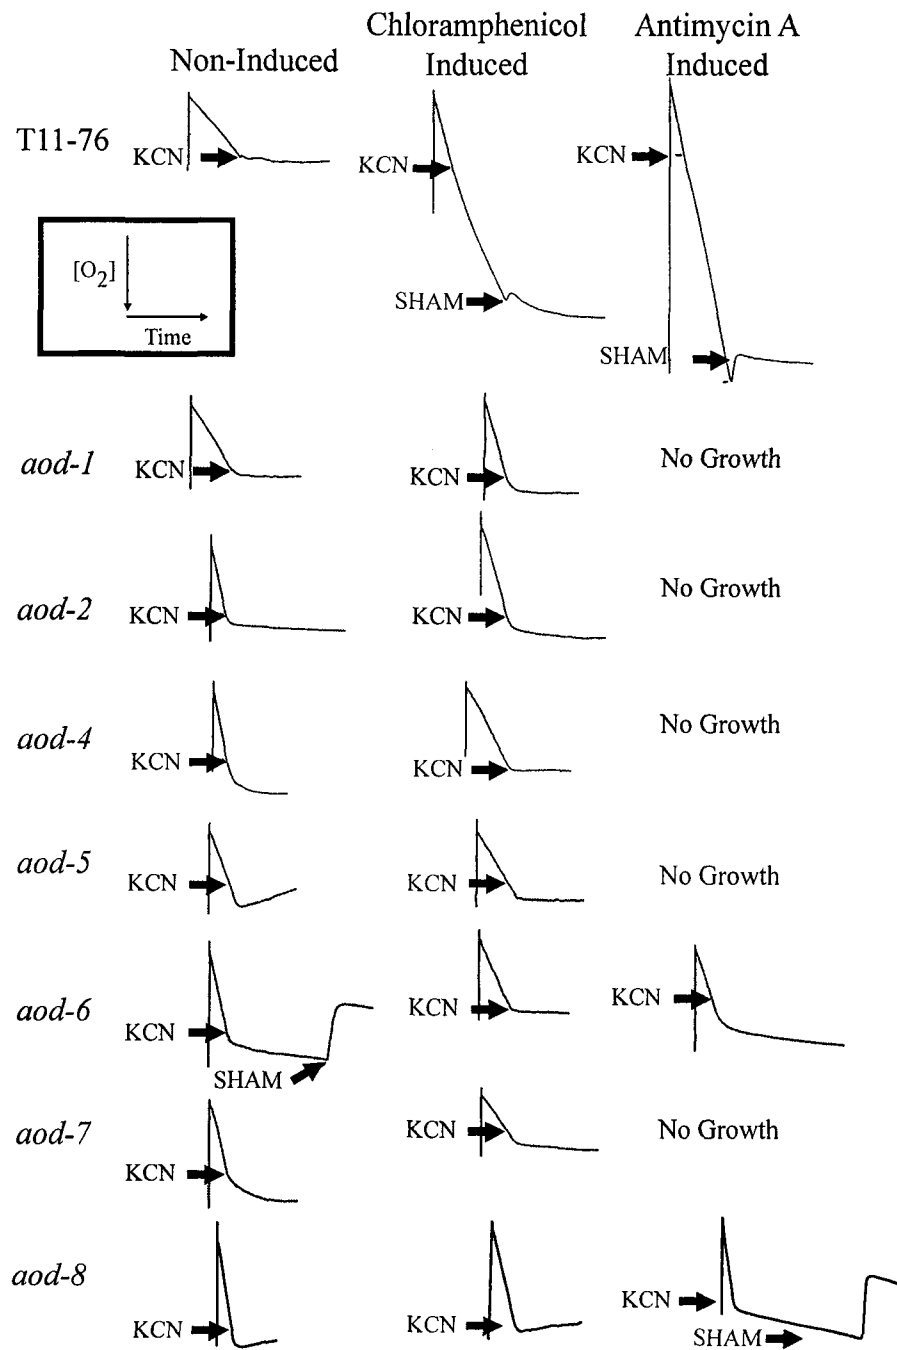 Non-Induced
Chloramphenicol
Induced
Antimycin A
Induced
T11-76
KCN
KCN
SHAM
KCN
SHAM
[O2]
Time
aod-1
KCN
KCN
No Growth
aod-2
KCN
KCN
No Growth
aod-4
KCN
KCN
No Growth
aod-5
KCN
KCN
No Growth
aod-6
KCN
SHAM
KCN
KCN
aod-7
KCN
KCN
No Growth
aod-8
KCN
KCN
KCN
SHAM